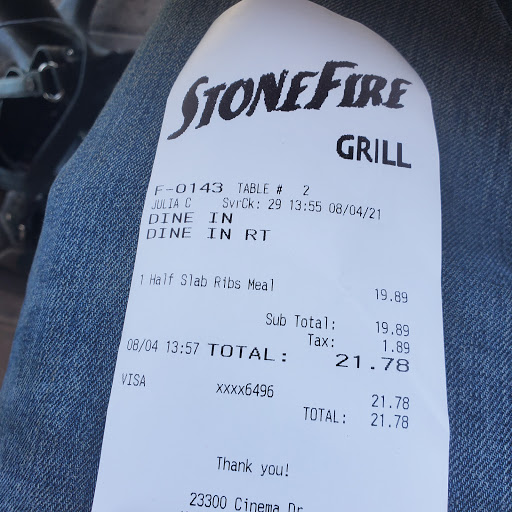 STONEFIRE
GRILL
F-0143 TABLE # 2
JULIA C SvrCk: 29 13:55 08/04/21
DINE IN
DINE IN RT
1 Half Slab Ribs Meal 19.89
Sub Total: 19.89
Tax: 1.89
08/04 13:57 TOTAL: 21.78
VISA xxxx6496 21.78
TOTAL: 21.78
Thank you!
23300 Cinema Dr